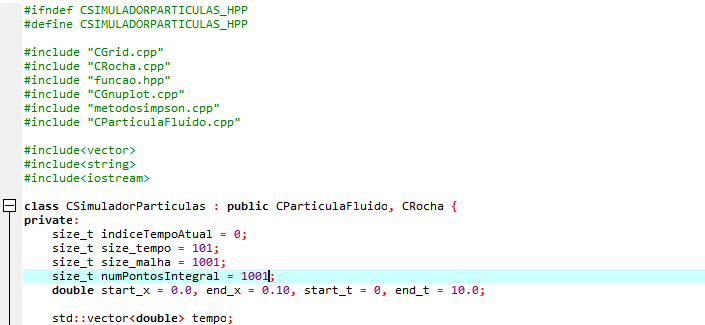 #ifndef CSIMULADORPARTICULAS_HPP
#define CSIMULADORPARTICULAS_HPP
#include "CGrid.cpp"
#include "CRocha.cpp"
#include "funcao.hpp"
#include "CGnuplot.cpp"
#include "metodosimpson.cpp"
#include "CParticulaFluido.cpp"
#include<vector>
#include<string>
#include<iostream>
class CSimuladorParticulas : public CParticulaFluido, CRocha {
private:
size_t indiceTempoAtual = 0;
size_t size_tempo = 101;
size_t size_malha = 1001;
size_t numPontosIntegral = 1001;
double start_x = 0.0, end_x = 0.10, start_t = 0, end_t = 10.0;
std::vector<double> tempo;